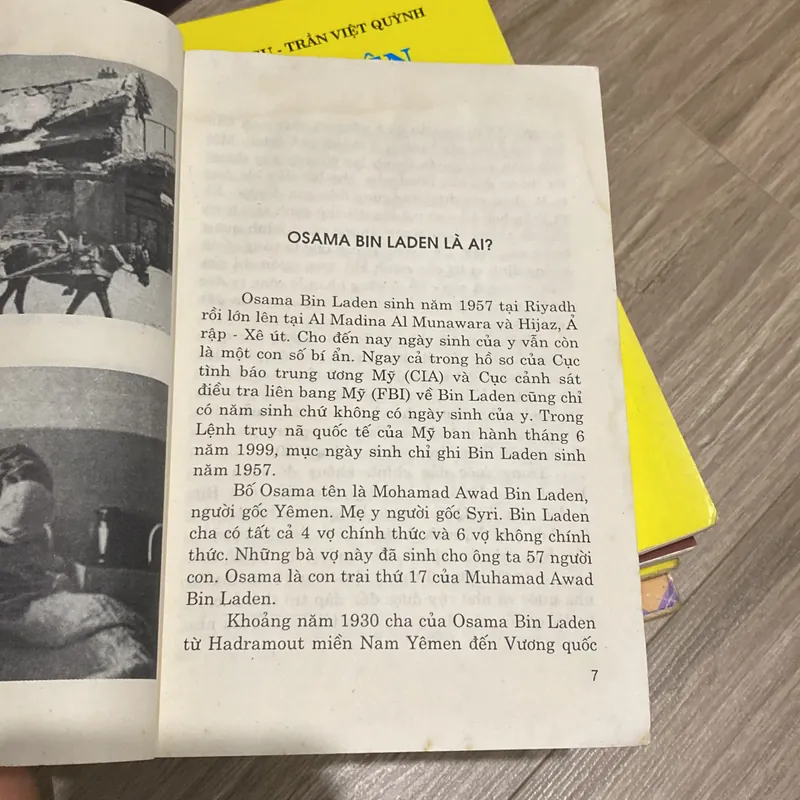 - TRẦN VIỆT QUỲNH
OSAMA BIN LADEN LÀ AI?
Osama Bin Laden sinh năm 1957 tại Riyadh
rồi lớn lên tại Al Madina Al Munawara và Hijaz, Ả
rập - Xê út. Cho đến nay ngày sinh của y vẫn còn
là một con số bí ẩn. Ngay cả trong hồ sơ của Cục
tình báo trung ương Mỹ (CIA) và Cục cảnh sát
điều tra liên bang Mỹ (FBI) về Bin Laden cũng chỉ
có năm sinh chứ không có ngày sinh của y. Trong
Lệnh truy nã quốc tế của Mỹ ban hành tháng 6
năm 1999, mục ngày sinh chỉ ghi Bin Laden sinh
năm 1957.
Bố Osama tên là Mohamad Awad Bin Laden,
người gốc Yêmen. Mẹ y người gốc Syri. Bin Laden
cha có tất cả 4 vợ chính thức và 6 vợ không chính
thức. Những bà vợ này đã sinh cho ông ta 57 người
con. Osama là con trai thứ 17 của Muhamad Awad
Bin Laden.
Khoảng năm 1930 cha của Osama Bin Laden
từ Hadramout miền Nam Yêmen đến Vương quốc
7